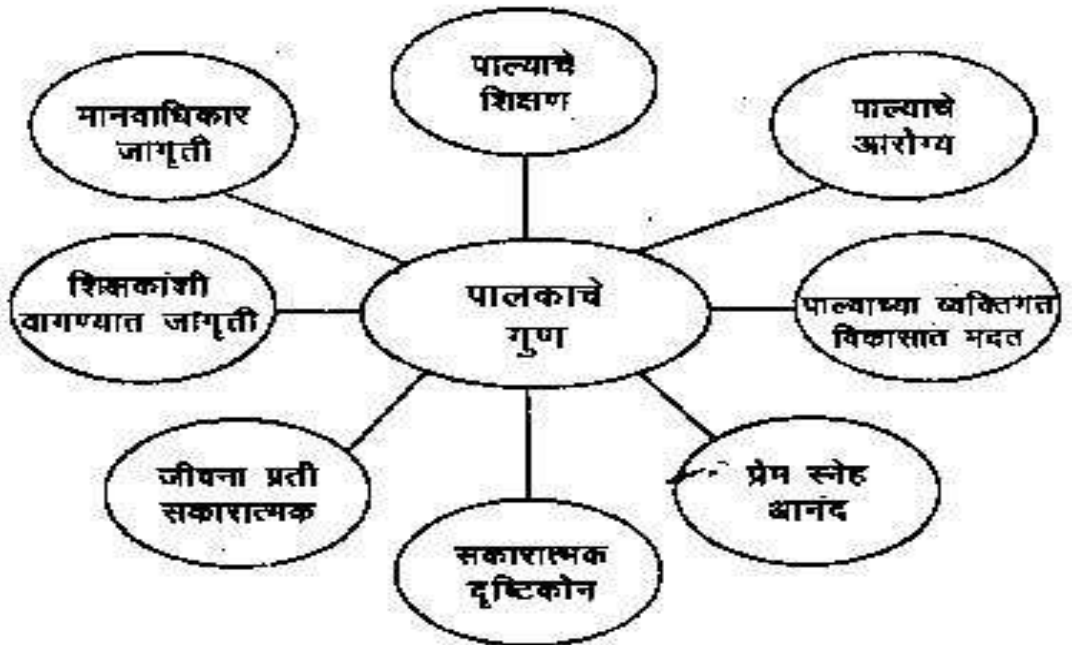 पाल्याचे
शिक्षण
मानवाधिकार
जागृती
पाल्याचे
आरोग्य
शिक्षकांशी
वागण्यात जागृती
पालकाचे
गुण
पाल्याच्या व्यक्तिगत
विकासात मदत
जीवना प्रती
सकारात्मक
प्रेम स्नेह
आनंद
सकारात्मक
दृष्टिकोन